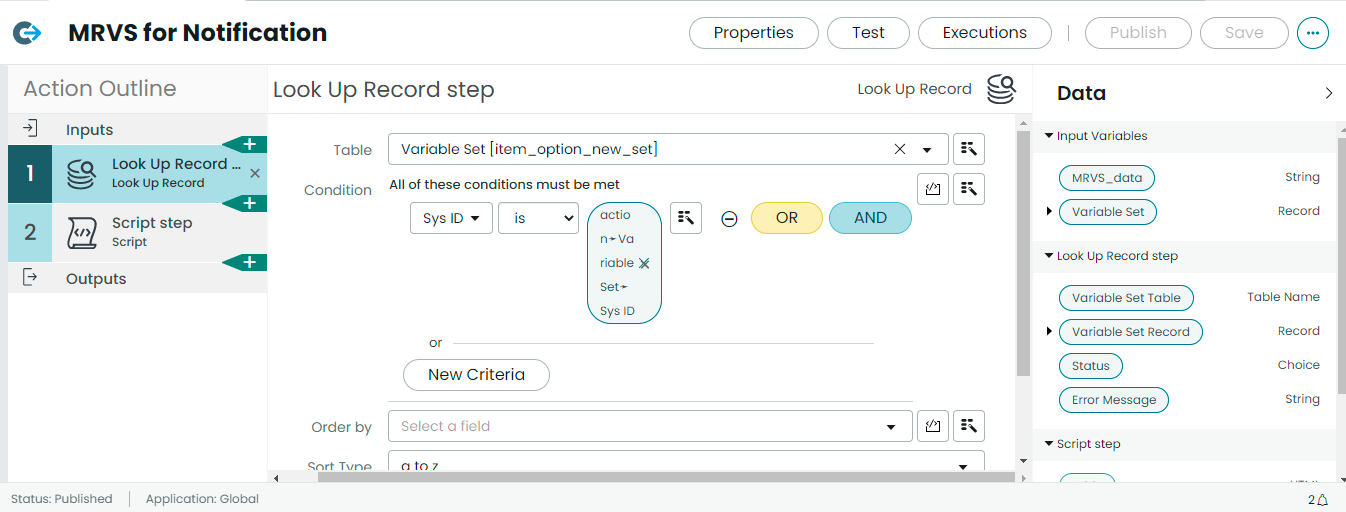 MRVS for Notification
Properties
Test
Executions
Publish
Save
Action Outline
Inputs
1
Look Up Record ...
Look Up Record
2
Script step
Script
Outputs
Look Up Record step
Look Up Record
Table
Variable Set [item_option_new_set]
Condition
All of these conditions must be met
Sys ID
is
actio
n➛Va
riable
Set➛
Sys ID
OR
AND
or
New Criteria
Order by
Select a field
Sort Type
a to z
Data
Input Variables
MRVS_data
String
Variable Set
Record
Look Up Record step
Variable Set Table
Table Name
Variable Set Record
Record
Status
Choice
Error Message
String
Script step
Status: Published
Application: Global
2